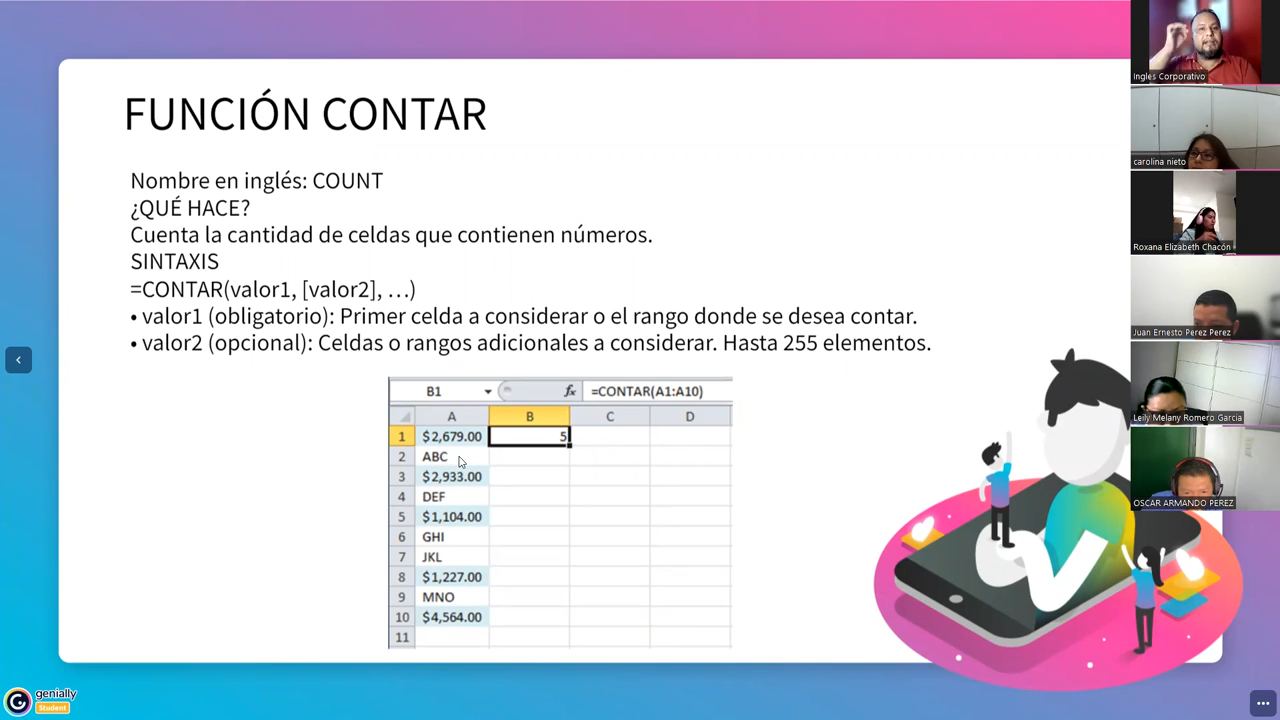 FUNCIÓN CONTAR
Nombre en inglés: COUNT
¿QUÉ HACE?
Cuenta la cantidad de celdas que contienen números.
SINTAXIS
=CONTAR(valor1, [valor2], …)
• valor1 (obligatorio): Primer celda a considerar o el rango donde se desea contar.
• valor2 (opcional): Celdas o rangos adicionales a considerar. Hasta 255 elementos.
B1 fx =CONTAR(A1:A10)
A B C D
1 $2,679.00 5
2 ABC
3 $2,933.00
4 DEF
5 $1,104.00
6 GHI
7 JKL
8 $1,227.00
9 MNO
10 $4,564.00
11
Ingles Corporativo
carolina nieto
Roxana Elizabeth Chacón
Juan Ernesto Perez Perez
Leily Melany Romero Garcia
OSCAR ARMANDO PEREZ
genially
Student